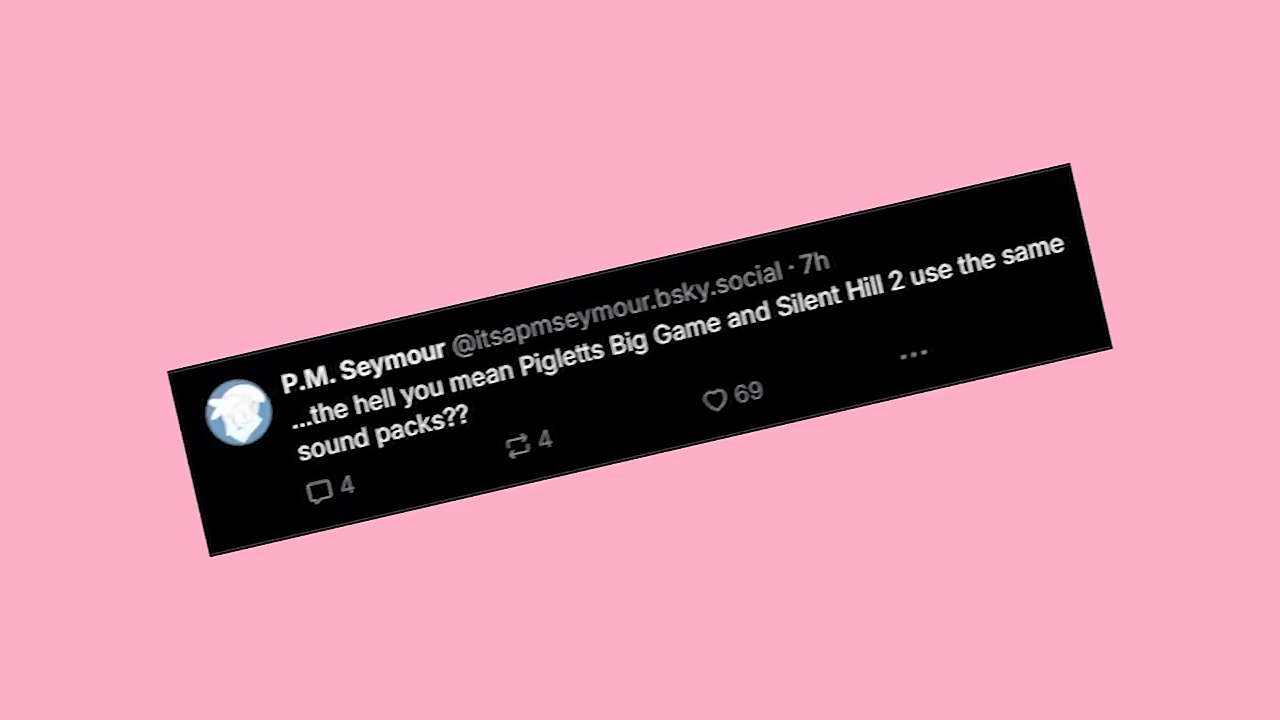 P.M. Seymour @itsapmseymour.bsky.social · 7h
...the hell you mean Pigletts Big Game and Silent Hill 2 use the same
sound packs??
4 4 69 ...